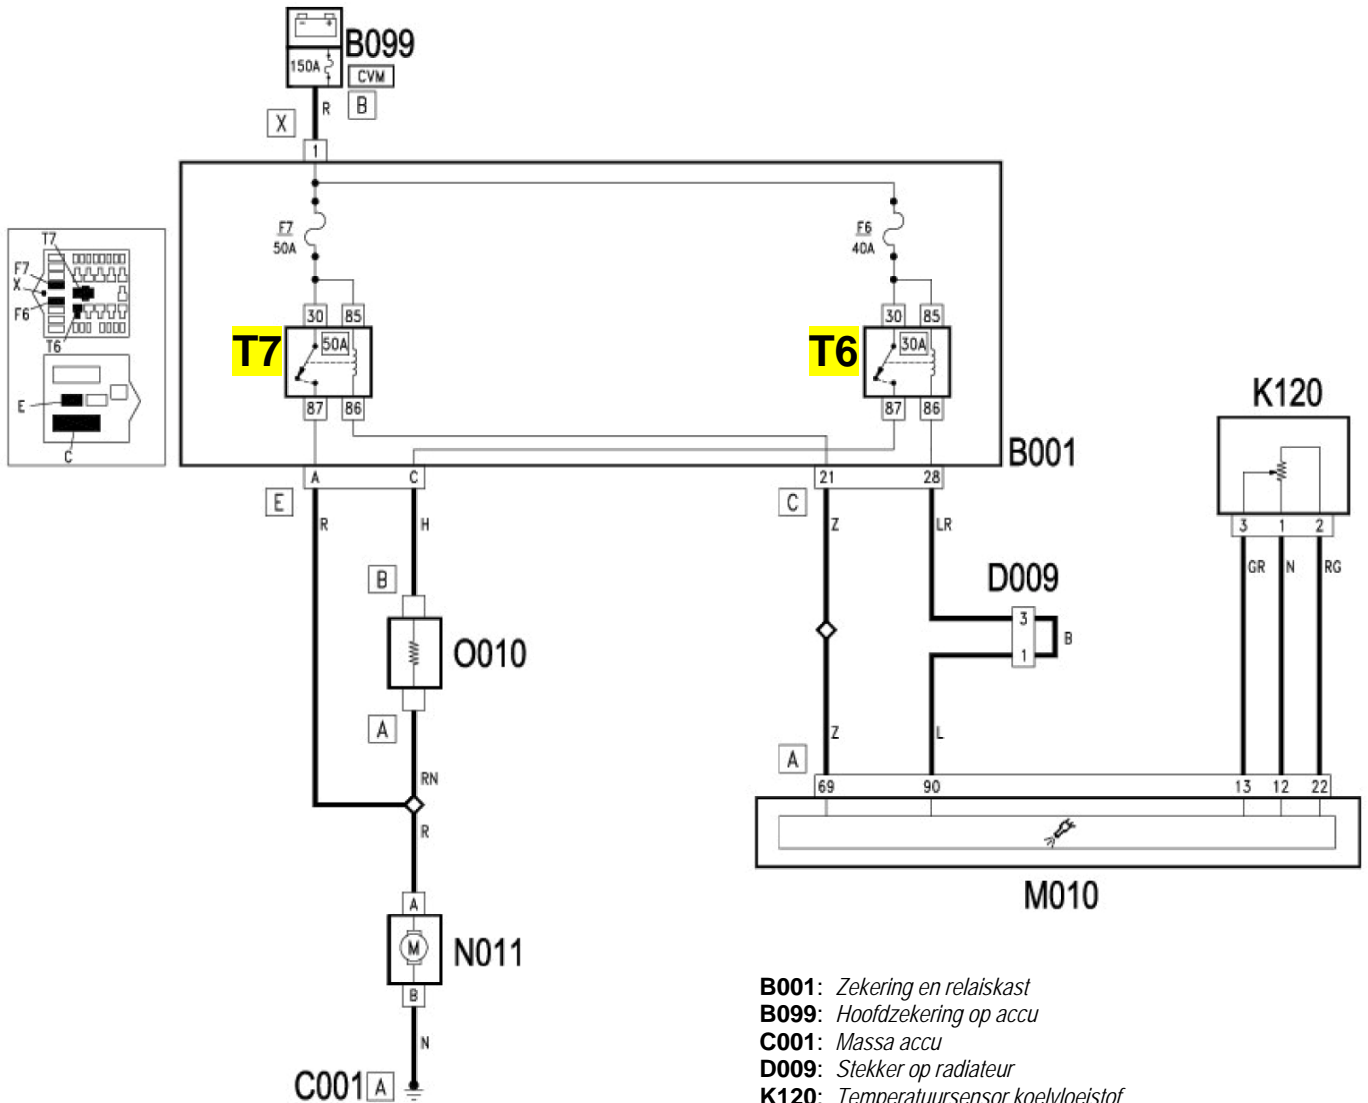 B099
150A
CVM
R
B
X
1
F7
50A
F6
40A
T7
F7
X
F6
T6
E
C
30 85
30 85
T7
50A
T6
30A
87 86
87 86
K120
B001
A C
21 28
3 1 2
E
R
H
C
Z
LR
GR N RG
B
D009
3
B
1
O010
A
Z
L
A
RN
69 90 13 12 22
R
M010
A
M
N011
B
N
C001 A
B001: Zekering en relaiskast
B099: Hoofdzekering op accu
C001: Massa accu
D009: Stekker op radiateur
K120: Temperatuursensor koelvloeistof